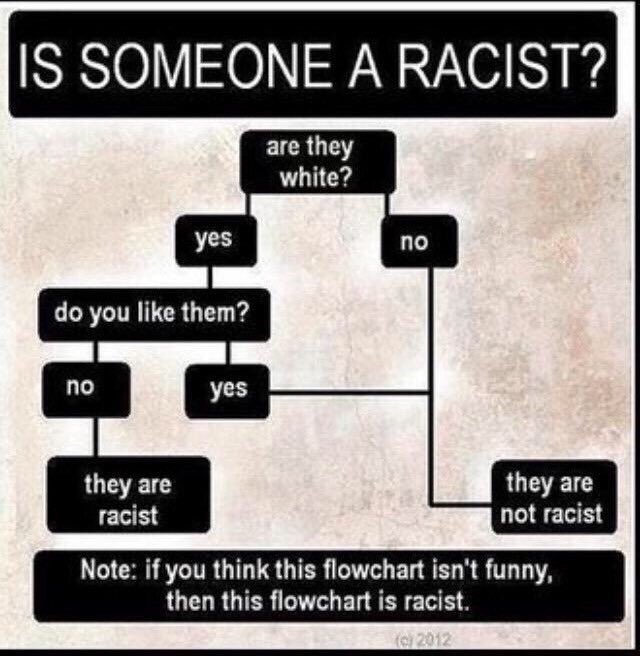 IS SOMEONE A RACIST?
are they
white?
yes
no
do you like them?
no
yes
they are
racist
they are
not racist
Note: if you think this flowchart isn't funny,
then this flowchart is racist.
(c) 2012